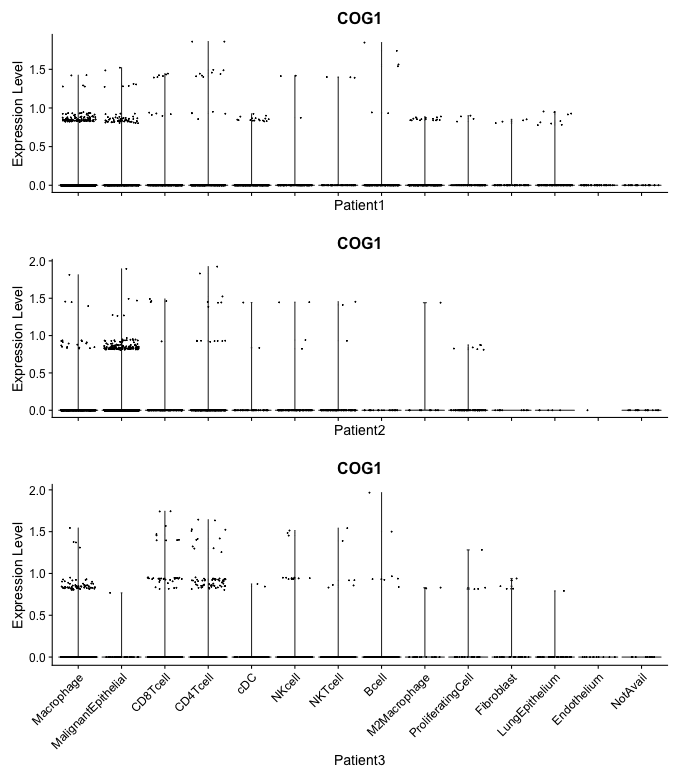 COG1
Expression Level
1.5
1.0
0.5
0.0
Patient1
COG1
Expression Level
2.0
1.5
1.0
0.5
0.0
Patient2
COG1
Expression Level
2.0
1.5
1.0
0.5
0.0
Macrophage
MalignantEpithelial
CD8Tcell
CD4Tcell
cDC
NKcell
NKTcell
Bcell
M2Macrophage
ProliferatingCell
Fibroblast
LungEpithelium
Endothelium
NotAvail
Patient3